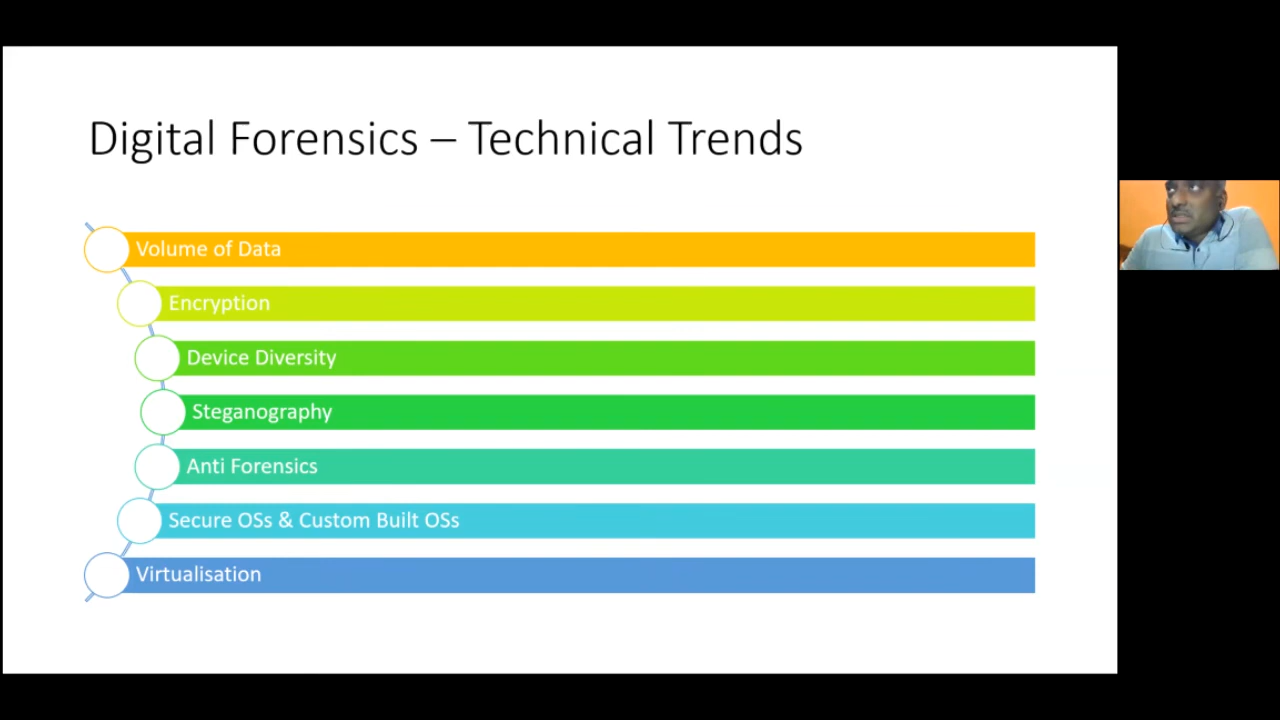 Digital Forensics – Technical Trends
Volume of Data
Encryption
Device Diversity
Steganography
Anti Forensics
Secure OSs & Custom Built OSs
Virtualisation